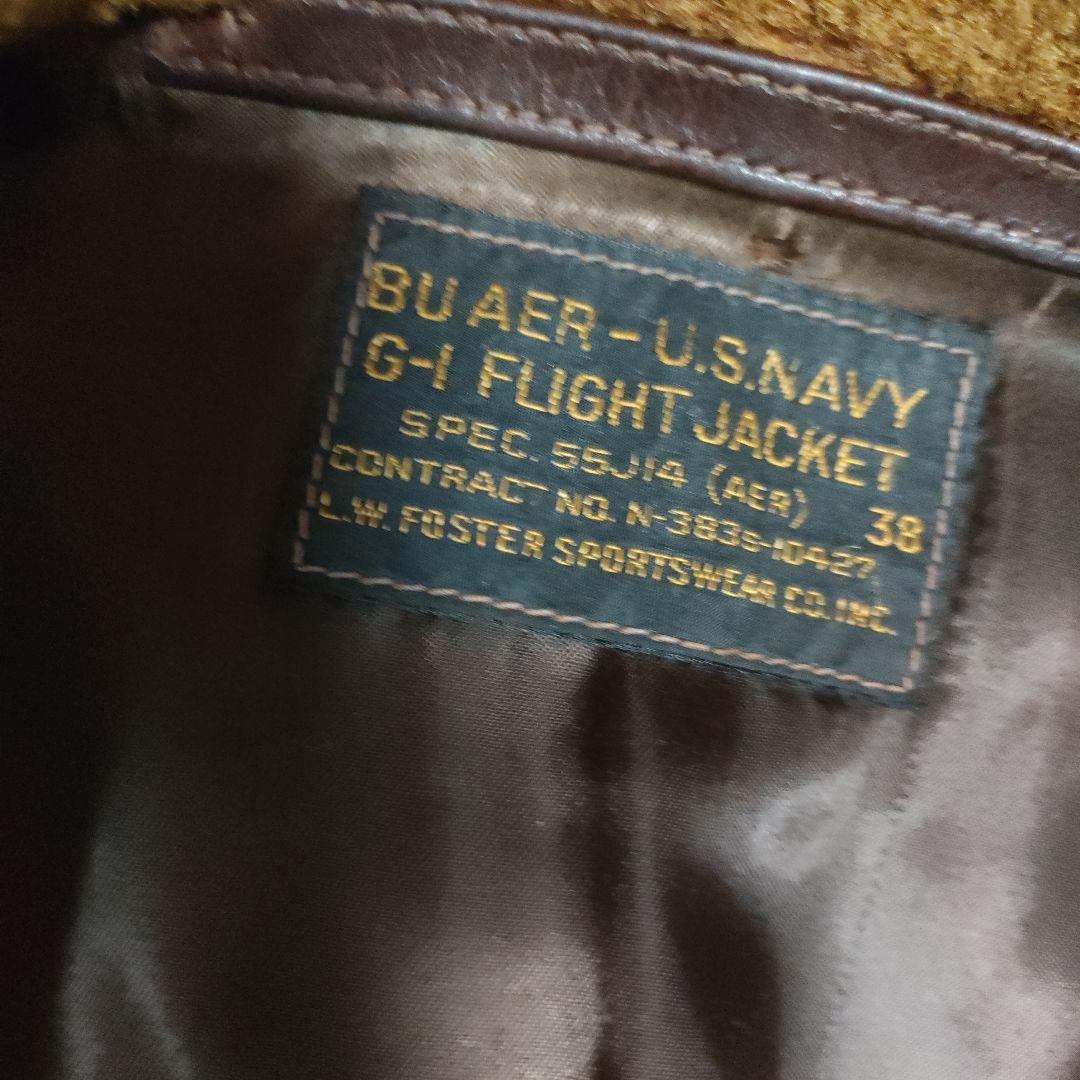 BU AER - U.S. NAVY
G-1 FLIGHT JACKET
SPEC. 55J14 (AER)
CONTRACT NO. N-383s-10427 38
L.W. FOSTER SPORTSWEAR CO. INC.